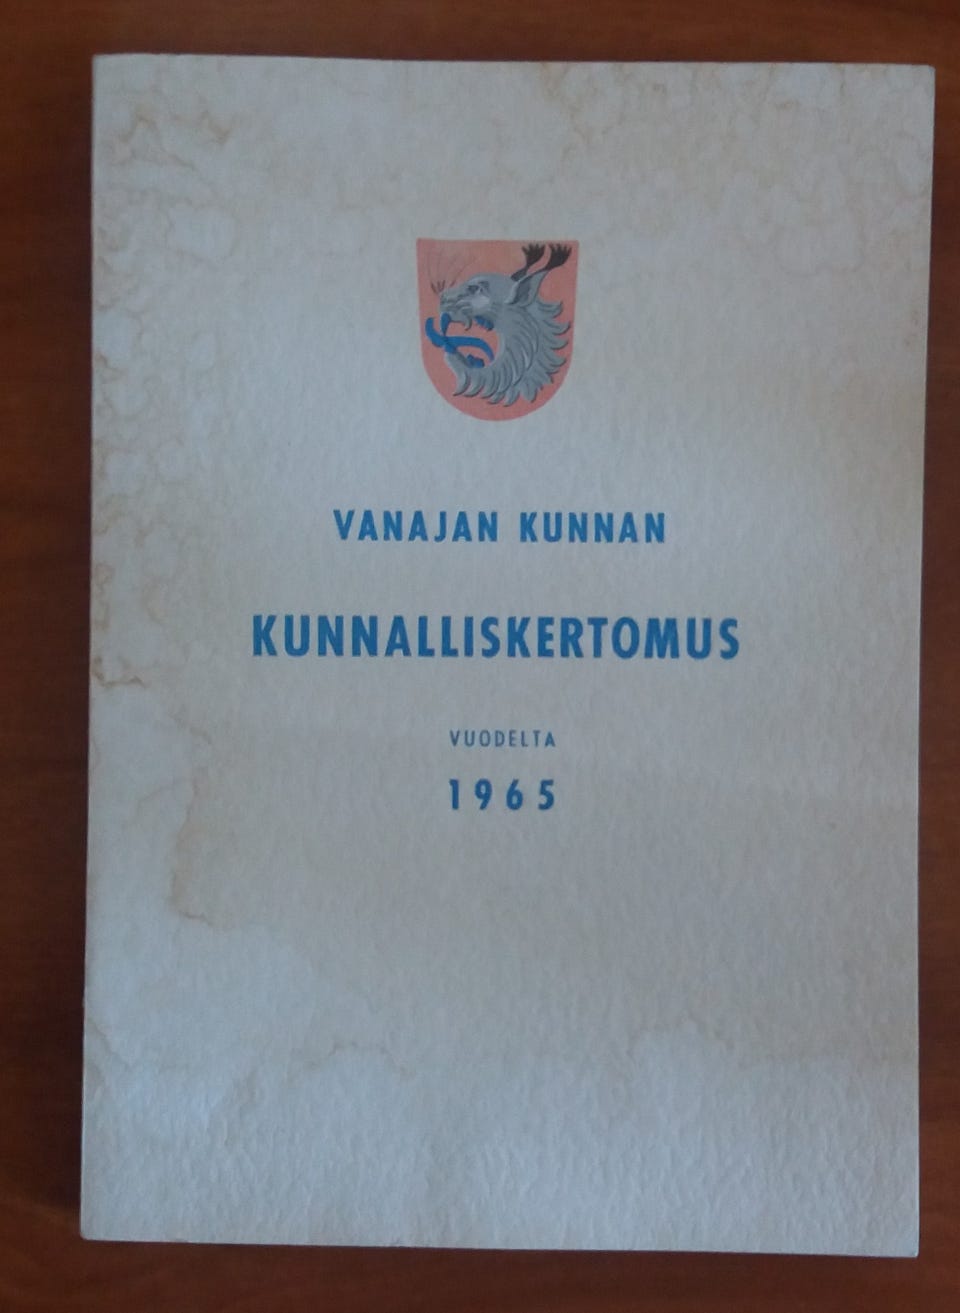 VANAJAN KUNNAN
KUNNALLISKERTOMUS
VUODELTA
1965